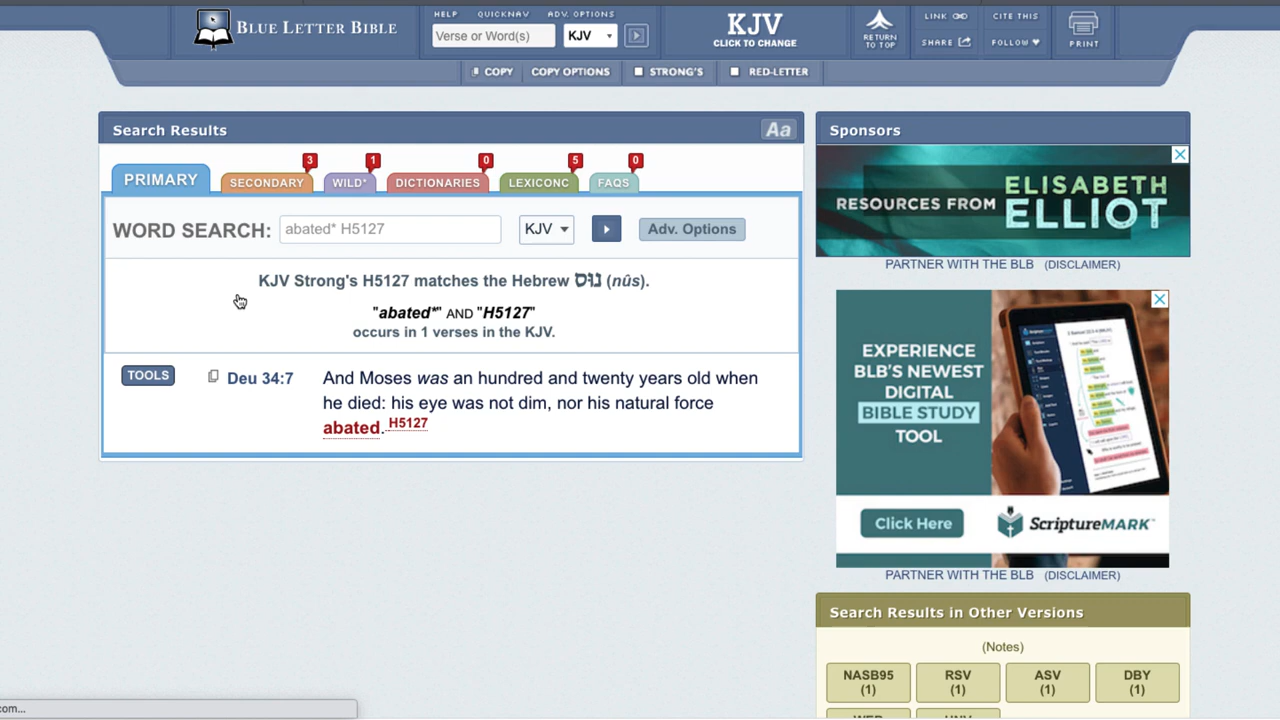 HELP QUICKNAV ADV. OPTIONS
BLUE LETTER BIBLE
Verse or Word(s) KJV
KJV
CLICK TO CHANGE
RETURN
TO TOP
LINK CITE THIS
SHARE FOLLOW
PRINT
COPY COPY OPTIONS STRONG'S RED-LETTER
Search Results Aa
3 1 0 5 0
PRIMARY SECONDARY WILD* DICTIONARIES LEXICONC FAQS
WORD SEARCH: abated* H5127 KJV Adv. Options
KJV Strong's H5127 matches the Hebrew נוּס (nûs).
"abated*" AND "H5127"
occurs in 1 verses in the KJV.
TOOLS Deu 34:7 And Moses was an hundred and twenty years old when
he died: his eye was not dim, nor his natural force
abated. H5127
Sponsors
RESOURCES FROM ELISABETH
ELLIOT
PARTNER WITH THE BLB (DISCLAIMER)
EXPERIENCE
BLB'S NEWEST
DIGITAL
BIBLE STUDY
TOOL
Click Here ScriptureMARK
PARTNER WITH THE BLB (DISCLAIMER)
Search Results in Other Versions
(Notes)
NASB95 RSV ASV DBY
(1) (1) (1) (1)
com...